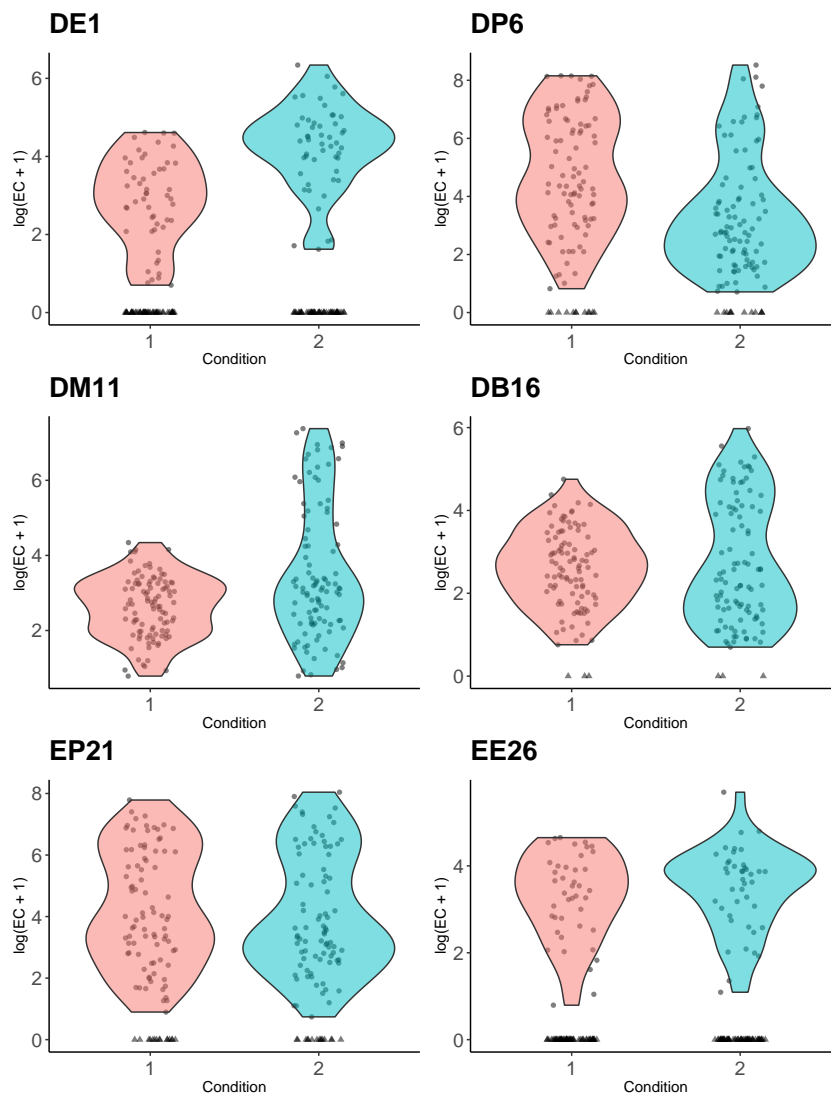 DE1
DP6
log(EC + 1)
6
4
2
0
1
2
Condition
log(EC + 1)
8
6
4
2
0
1
2
Condition
DM11
DB16
log(EC + 1)
6
4
2
1
2
Condition
log(EC + 1)
6
4
2
0
1
2
Condition
EP21
EE26
log(EC + 1)
8
6
4
2
0
1
2
Condition
log(EC + 1)
4
2
0
1
2
Condition